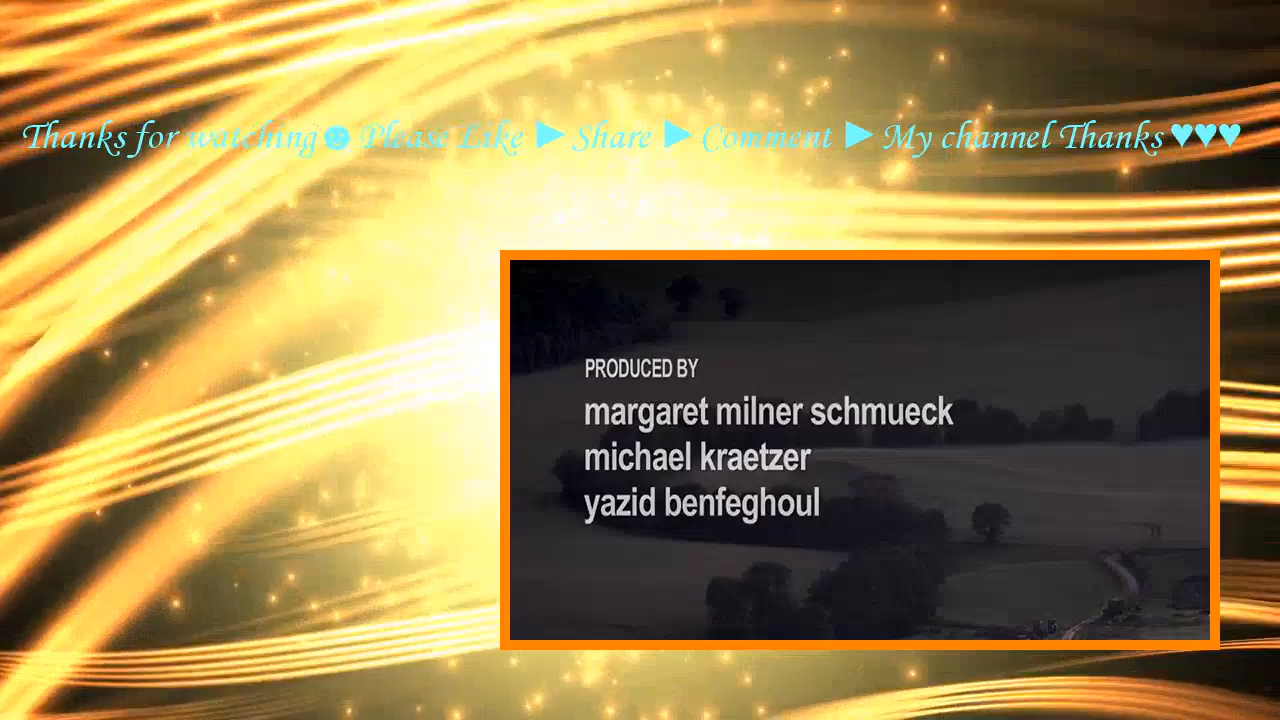 Thanks for watching☻ Please Like ► Share ► Comment ► My channel Thanks ♥♥♥
PRODUCED BY
margaret milner schmueck
michael kraetzer
yazid benfeghoul